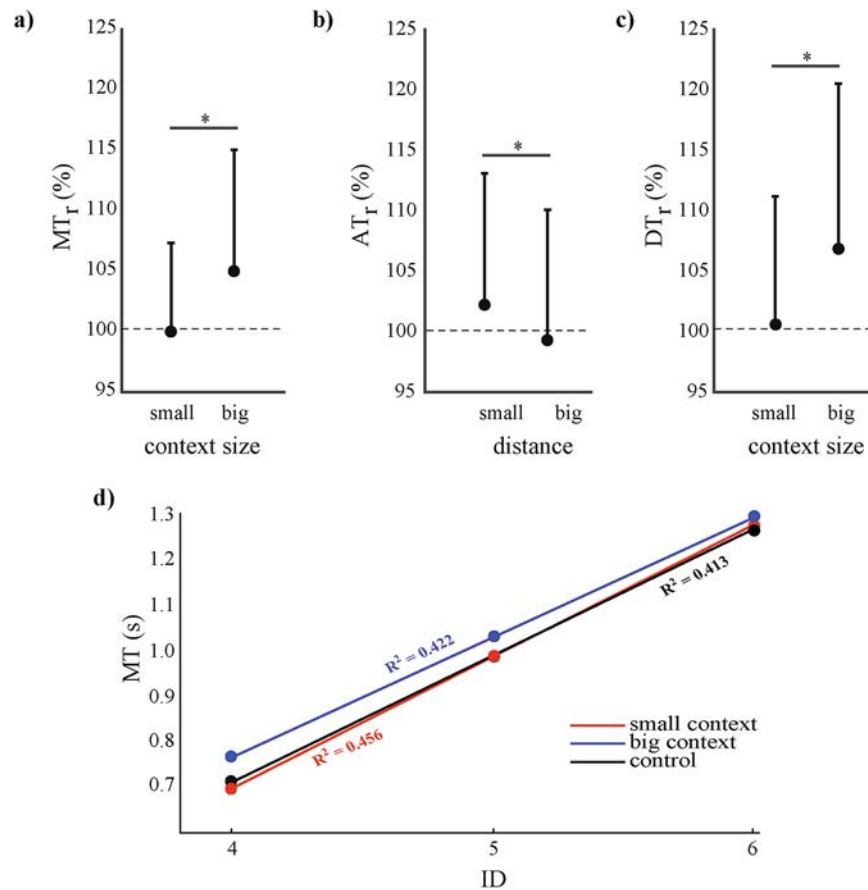 a)
125
120
115
110
105
100
95
MTr (%)
*
small big
context size
b)
125
120
115
110
105
100
95
ATr (%)
*
small big
distance
c)
125
120
115
110
105
100
95
DTr (%)
*
small big
context size
d)
1.3
1.2
1.1
1.0
0.9
0.8
0.7
MT (s)
R² = 0.422
R² = 0.456
R² = 0.413
small context
big context
control
4 5 6
ID